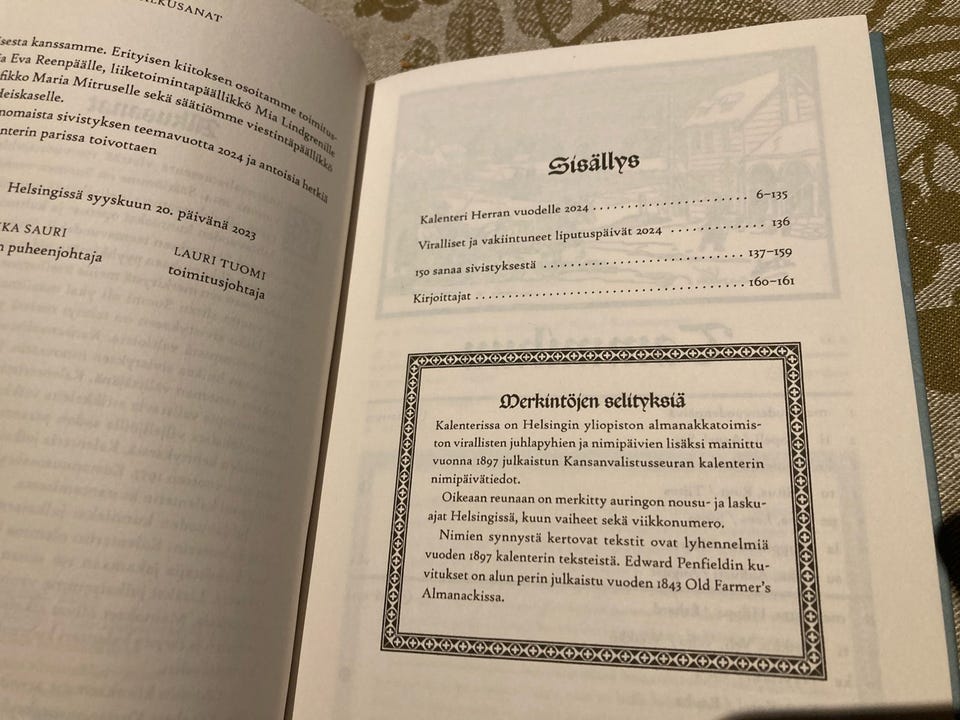 LKUSANAT
sesta kanssamme. Erityisen kiitoksen osoitamme toimitus-
ja Eva Reenpäälle, liiketoimintapäällikkö Mia Lindgrenille
fikko Maria Mitruselle sekä säätiömme viestintäpäällikkö
Heiskaselle.
nomaista sivistyksen teemavuotta 2024 ja antoisia hetkiä
nterin parissa toivottaen
Helsingissä syyskuun 20. päivänä 2023
KA SAURI
n puheenjohtaja
LAURI TUOMI
toimitusjohtaja
Sisällys
Kalenteri Herran vuodelle 2024 . . . . . . . . . . . . . . . . . . . . . . 6–135
Viralliset ja vakiintuneet liputuspäivät 2024 . . . . . . . . . . . . . 136
150 sanaa sivistyksestä . . . . . . . . . . . . . . . . . . . . . . . . . . . . 137–159
Kirjoittajat . . . . . . . . . . . . . . . . . . . . . . . . . . . . . . . . . . . . . 160–161
Merkintöjen selityksiä
Kalenterissa on Helsingin yliopiston almanakkatoimis-
ton virallisten juhlapyhien ja nimipäivien lisäksi mainittu
vuonna 1897 julkaistun Kansanvalistusseuran kalenterin
nimipäivätiedot.
Oikeaan reunaan on merkitty auringon nousu- ja lasku-
ajat Helsingissä, kuun vaiheet sekä viikkonumero.
Nimien synnystä kertovat tekstit ovat lyhennelmiä
vuoden 1897 kalenterin teksteistä. Edward Penfieldin ku-
vitukset on alun perin julkaistu vuoden 1843 Old Farmer's
Almanackissa.